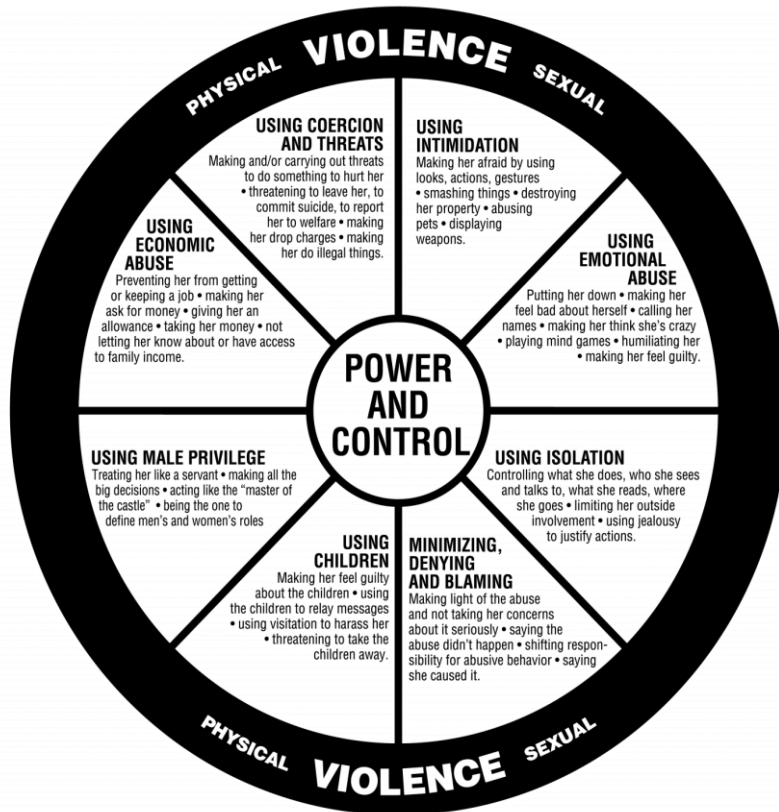 PHYSICAL VIOLENCE SEXUAL
USING COERCION
AND THREATS
Making and/or carrying out threats
to do something to hurt her
• threatening to leave her, to
commit suicide, to report
her to welfare • making
her drop charges • making
her do illegal things.
USING
INTIMIDATION
Making her afraid by using
looks, actions, gestures
• smashing things • destroying
her property • abusing
pets • displaying
weapons.
USING
ECONOMIC
ABUSE
Preventing her from getting
or keeping a job • making her
ask for money • giving her an
allowance • taking her money • not
letting her know about or have access
to family income.
USING
EMOTIONAL
ABUSE
Putting her down • making her
feel bad about herself • calling her
names • making her think she's crazy
• playing mind games • humiliating her
• making her feel guilty.
POWER
AND
CONTROL
USING MALE PRIVILEGE
Treating her like a servant • making all the
big decisions • acting like the “master of
the castle” • being the one to
define men's and women's roles
USING ISOLATION
Controlling what she does, who she sees
and talks to, what she reads, where
she goes • limiting her outside
involvement • using jealousy
to justify actions.
USING
CHILDREN
Making her feel guilty
about the children • using
the children to relay messages
• using visitation to harass her
• threatening to take the
children away.
MINIMIZING,
DENYING
AND BLAMING
Making light of the abuse
and not taking her concerns
about it seriously • saying the
abuse didn't happen • shifting respon-
sibility for abusive behavior • saying
she caused it.
PHYSICAL VIOLENCE SEXUAL